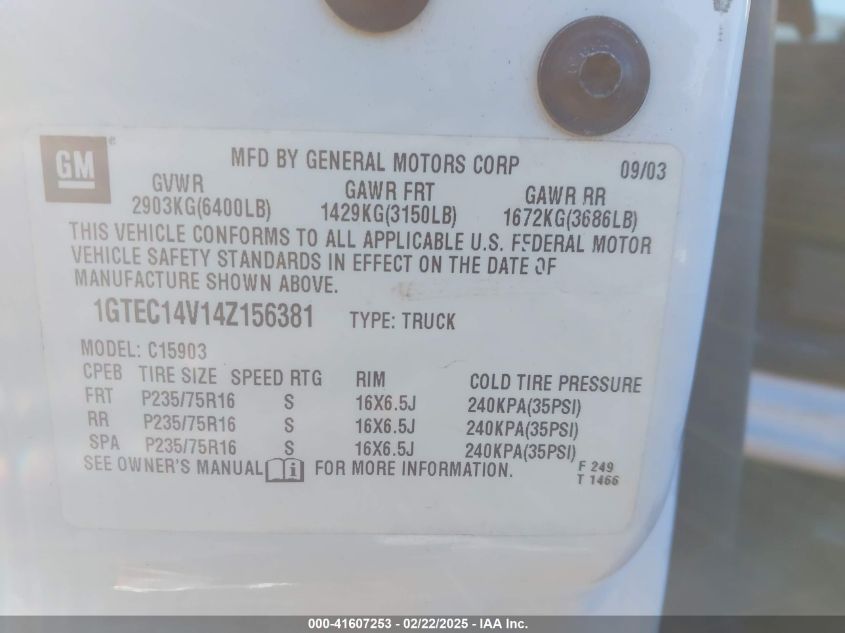 GM
MFD BY GENERAL MOTORS CORP 09/03
GVWR GAWR FRT GAWR RR
2903KG(6400LB) 1429KG(3150LB) 1672KG(3686LB)
THIS VEHICLE CONFORMS TO ALL APPLICABLE U.S. FEDERAL MOTOR
VEHICLE SAFETY STANDARDS IN EFFECT ON THE DATE OF
MANUFACTURE SHOWN ABOVE.
1GTEC14V14Z156381 TYPE: TRUCK
MODEL: C15903
CPEB TIRE SIZE SPEED RTG RIM COLD TIRE PRESSURE
FRT P235/75R16 S 16X6.5J 240KPA(35PSI)
RR P235/75R16 S 16X6.5J 240KPA(35PSI)
SPA P235/75R16 S 16X6.5J 240KPA(35PSI)
SEE OWNER'S MANUAL FOR MORE INFORMATION.
F 249
T 1466
000-41607253 - 02/22/2025 - IAA Inc.